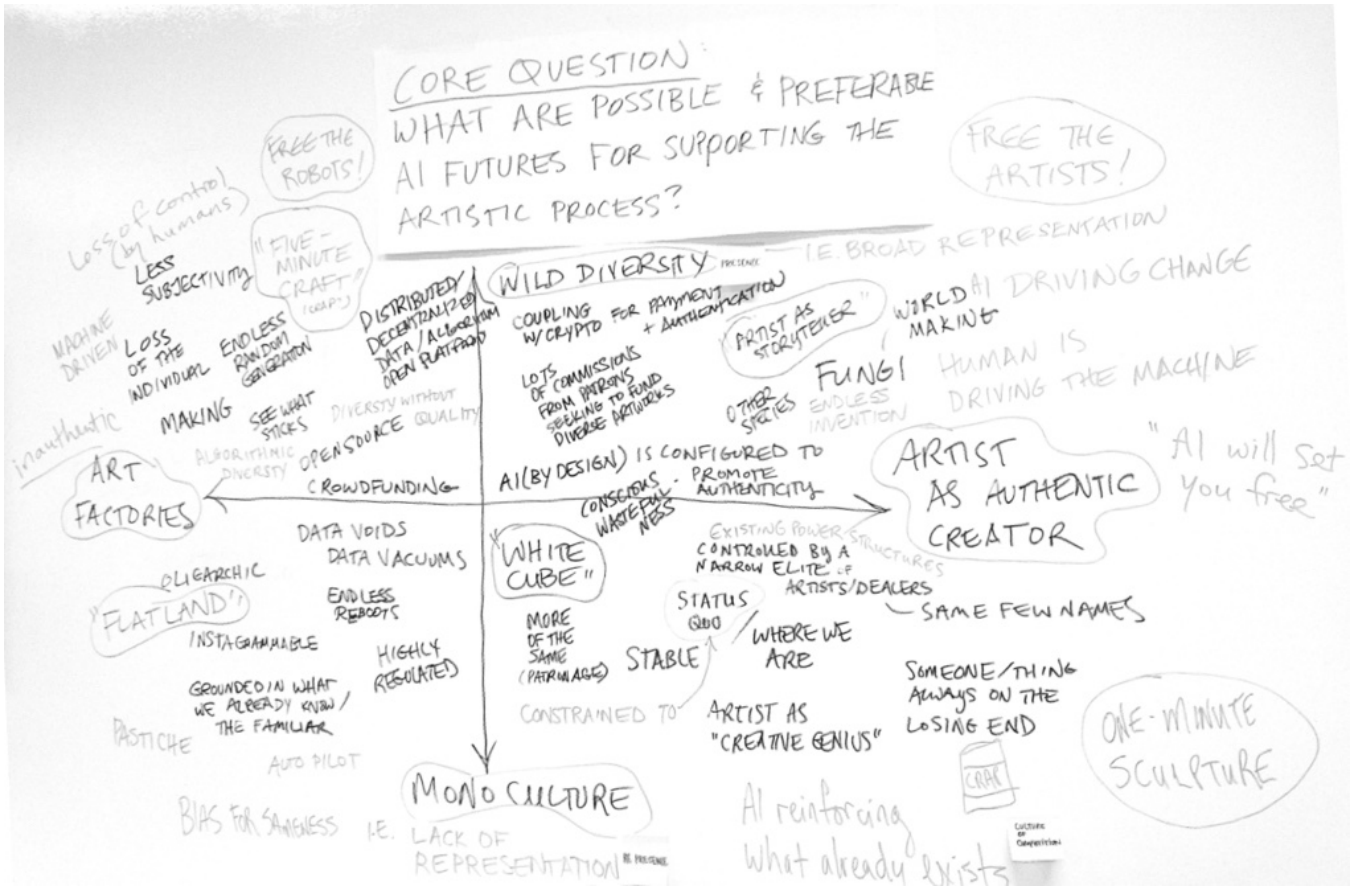 CORE QUESTION:
WHAT ARE POSSIBLE & PREFERABLE
AI FUTURES FOR SUPPORTING THE
ARTISTIC PROCESS?
FREE THE
ROBOTS!
FREE THE
ARTISTS!
Loss of control
(by humans)
LESS
SUBJECTIVITY
"FIVE-
MINUTE
CRAFT"
MACHINE
DRIVEN
LOSS
OF THE
INDIVIDUAL
ENDLESS
RANDOM
GENERATION
DISTRIBUTED/
DECENTRALIZED
DATA/ALGORITHM
OPEN PLATFORM
inauthentic
MAKING
SEE WHAT
STICKS
DIVERSITY WITHOUT
QUALITY
ALGORITHMIC
DIVERSITY
OPENSOURCE
CROWDFUNDING
ART
FACTORIES
WILD DIVERSITY
PRESENCE
I.E. BROAD REPRESENTATION
COUPLING
W/CRYPTO FOR PAYMENT
+ AUTHENTICATION
"ARTIST AS
STORYTELLER"
WORLD
MAKING
AI DRIVING CHANGE
LOTS
OF COMMISSIONS
FROM PATRONS
SEEKING TO FUND
DIVERSE ARTWORKS
OTHER
SPECIES
FUNGI
ENDLESS
INVENTION
HUMAN IS
DRIVING THE MACHINE
AI (BY DESIGN) IS CONFIGURED TO
PROMOTE
AUTHENTICITY
CONSCIOUS
WASTEFUL-
NESS
ARTIST
AS AUTHENTIC
CREATOR
"AI will set
you free"
DATA VOIDS
DATA VACUUMS
OLIGARCHIC
"FLATLAND"
ENDLESS
REBOOTS
INSTAGRAMMABLE
HIGHLY
REGULATED
GROUNDED IN WHAT
WE ALREADY KNOW/
THE FAMILIAR
PASTICHE
AUTO PILOT
BIAS FOR SAMENESS
"WHITE
CUBE"
EXISTING POWER STRUCTURES
CONTROLLED BY A
NARROW ELITE OF
ARTISTS/DEALERS
SAME FEW NAMES
STATUS
QUO
WHERE WE
ARE
MORE
OF THE
SAME
(PATRONAGE)
STABLE
CONSTRAINED TO
ARTIST AS
"CREATIVE GENIUS"
SOMEONE/THING
ALWAYS ON THE
LOSING END
CRAP
ONE-MINUTE
SCULPTURE
MONOCULTURE
I.E. LACK OF
REPRESENTATION
AI reinforcing
what already exists
CULTURE
OF